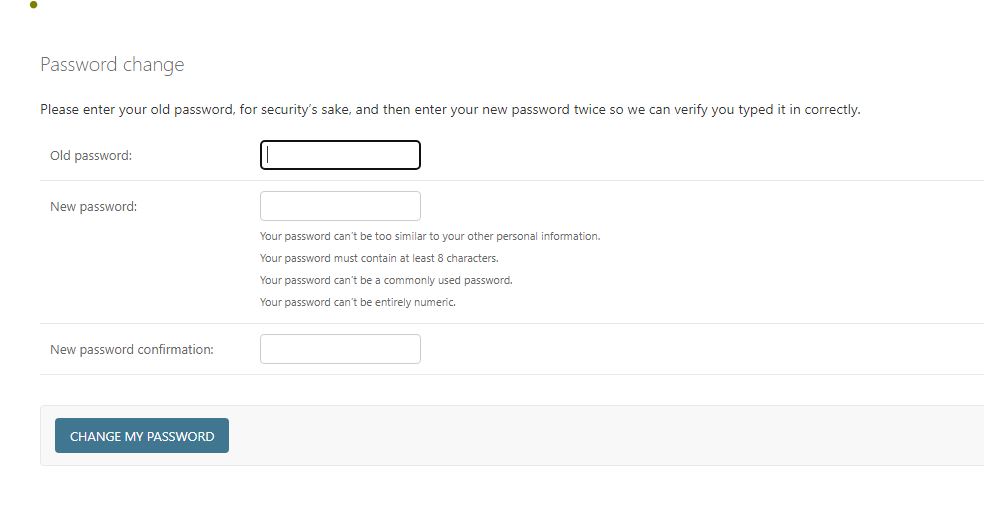 Password change
Please enter your old password, for security’s sake, and then enter your new password twice so we can verify you typed it in correctly.
Old password:
New password:
Your password can’t be too similar to your other personal information.
Your password must contain at least 8 characters.
Your password can’t be a commonly used password.
Your password can’t be entirely numeric.
New password confirmation:
CHANGE MY PASSWORD